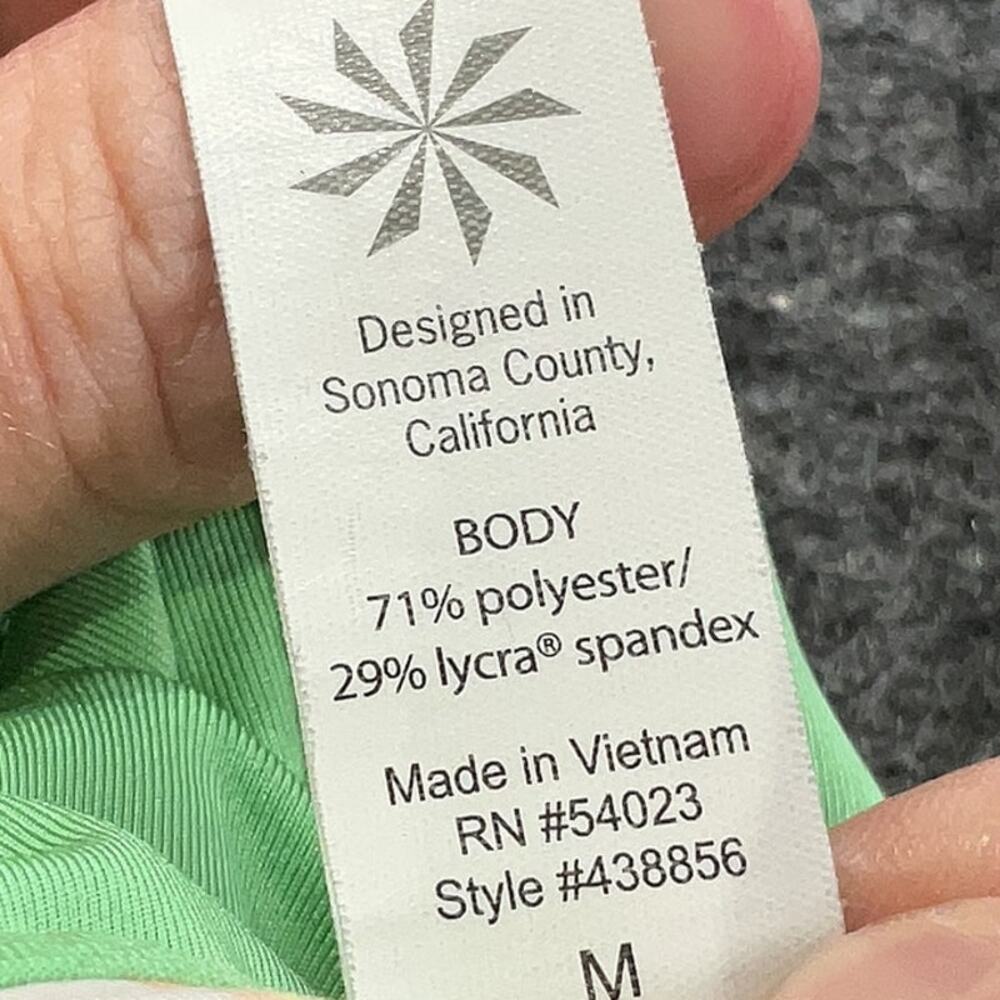 Designed in
Sonoma County,
California
BODY
71% polyester/
29% lycra® spandex
Made in Vietnam
RN #54023
Style #438856
M